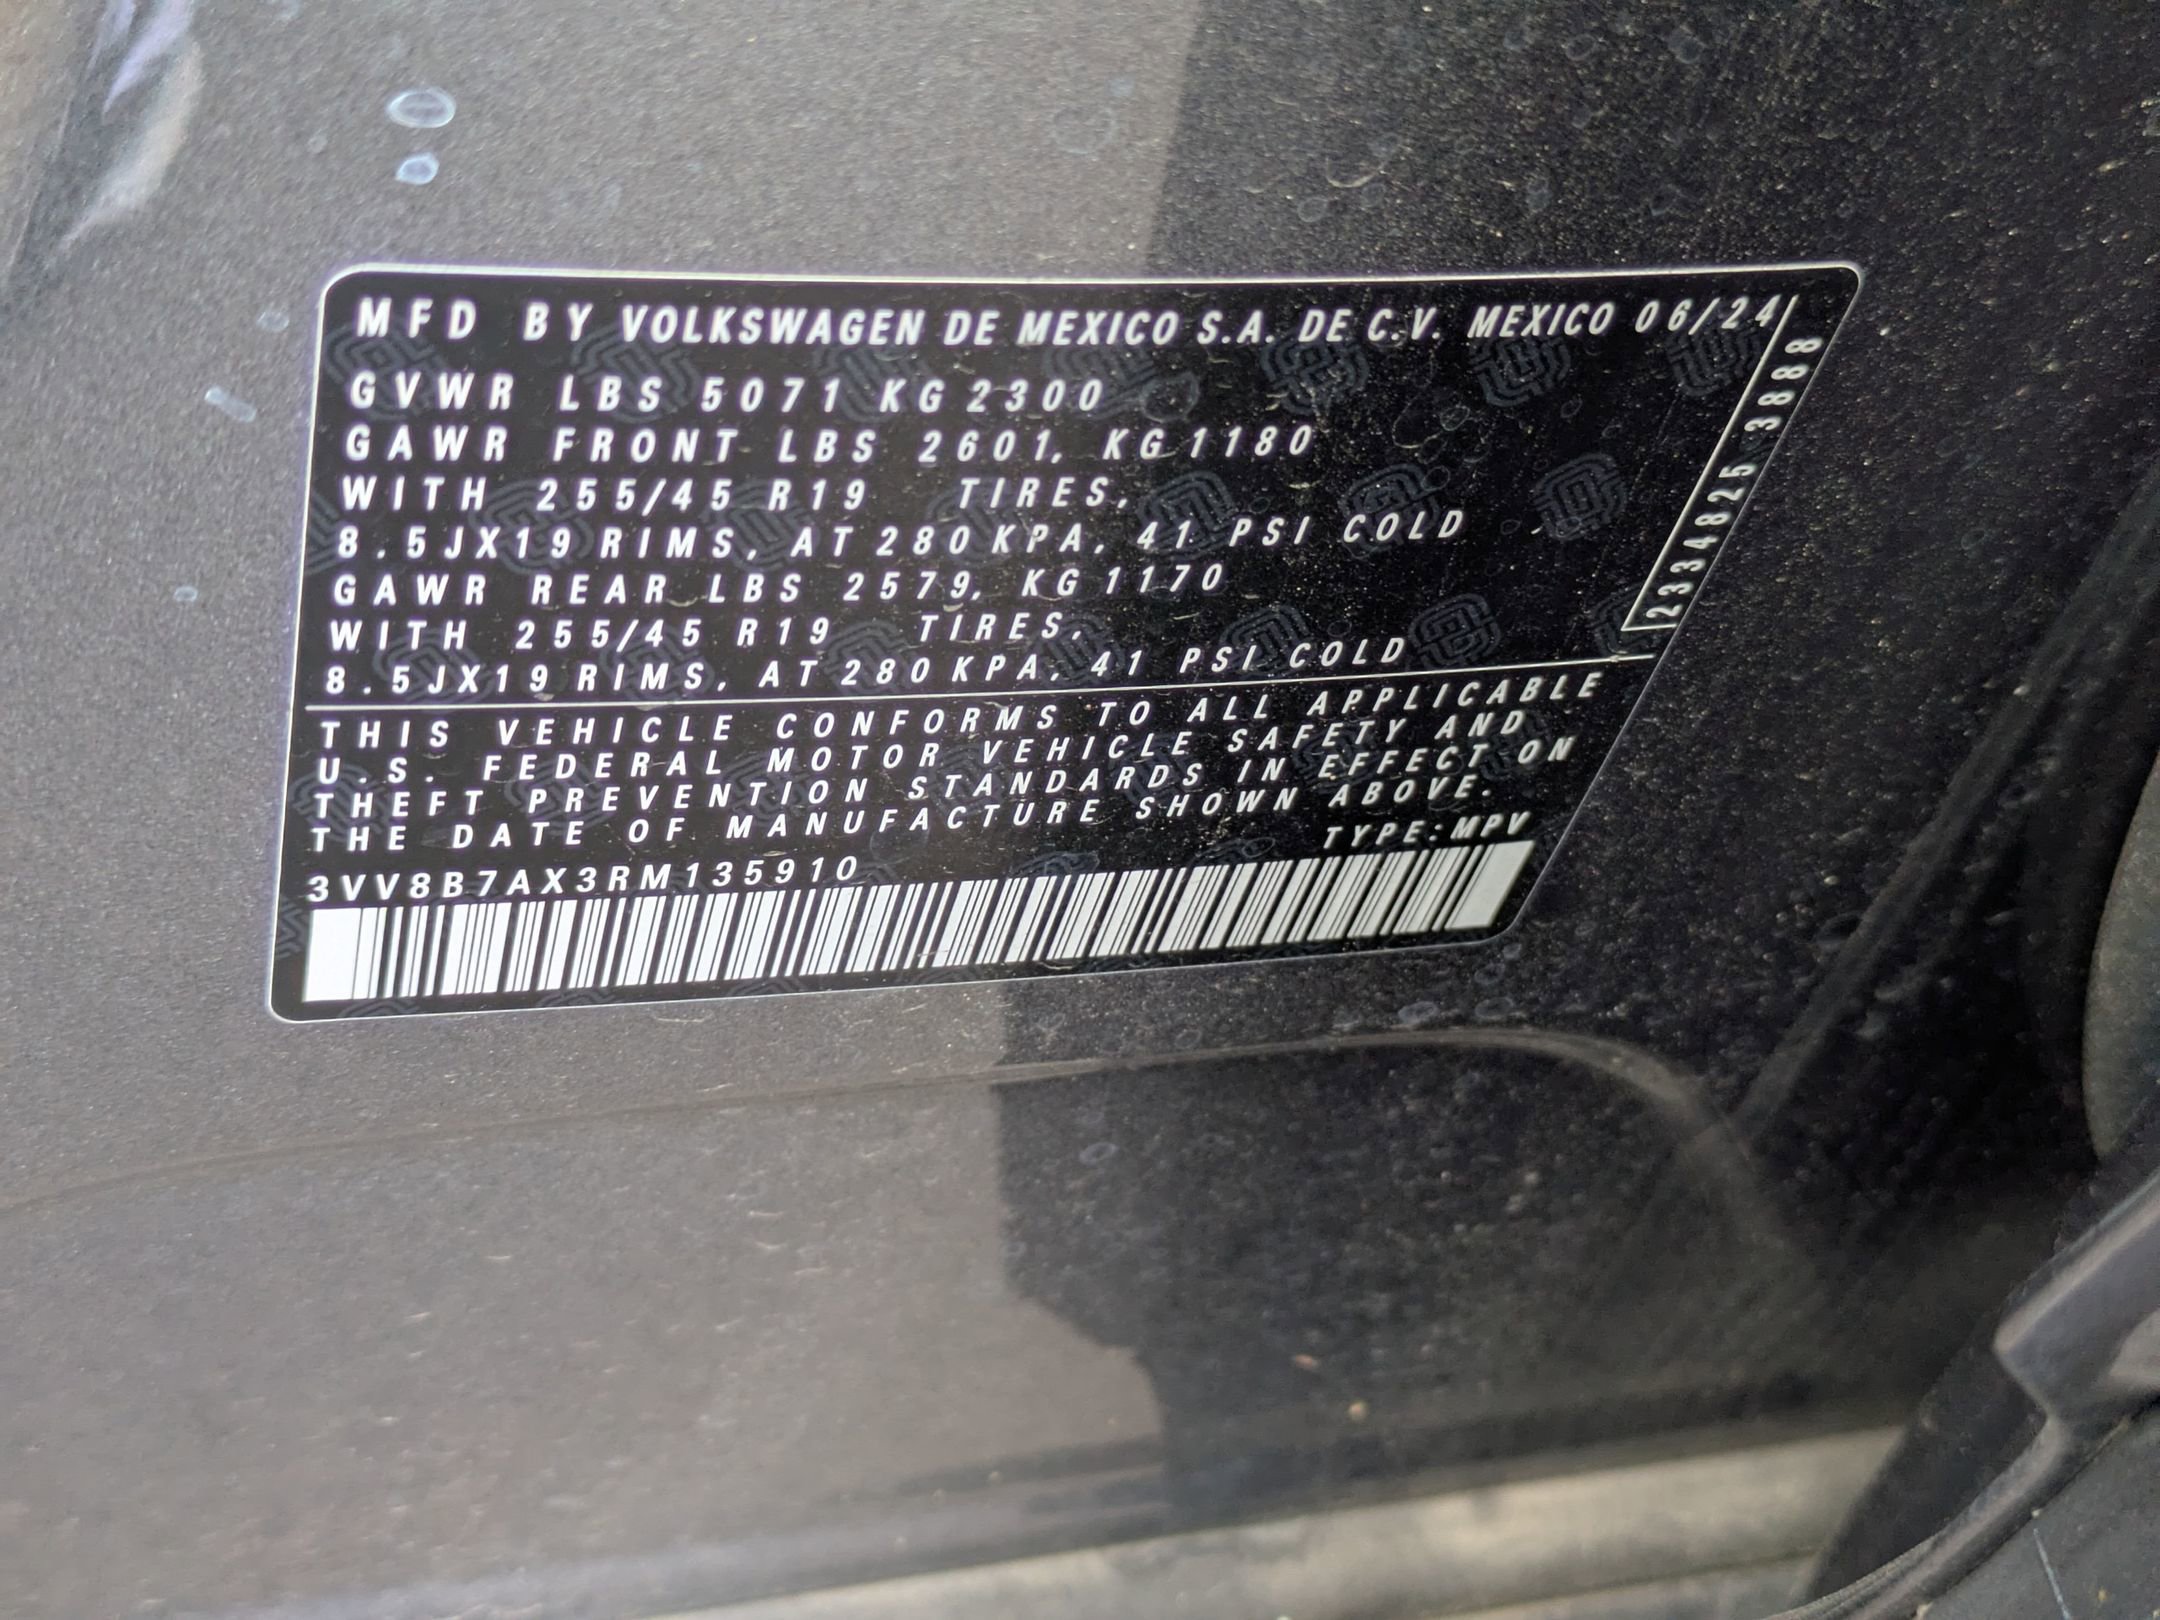 MFD BY VOLKSWAGEN DE MEXICO S.A. DE C.V. MEXICO 06/24
GVWR LBS 5071 KG 2300
GAWR FRONT LBS 2601, KG 1180
WITH 255/45 R19 TIRES,
8.5JX19 RIMS, AT 280 KPA, 41 PSI COLD
GAWR REAR LBS 2579, KG 1170
WITH 255/45 R19 TIRES,
8.5JX19 RIMS, AT 280 KPA, 41 PSI COLD
2334825 3888
THIS VEHICLE CONFORMS TO ALL APPLICABLE
U.S. FEDERAL MOTOR VEHICLE SAFETY AND
THEFT PREVENTION STANDARDS IN EFFECT ON
THE DATE OF MANUFACTURE SHOWN ABOVE.
TYPE:MPV
3VV8B7AX3RM135910